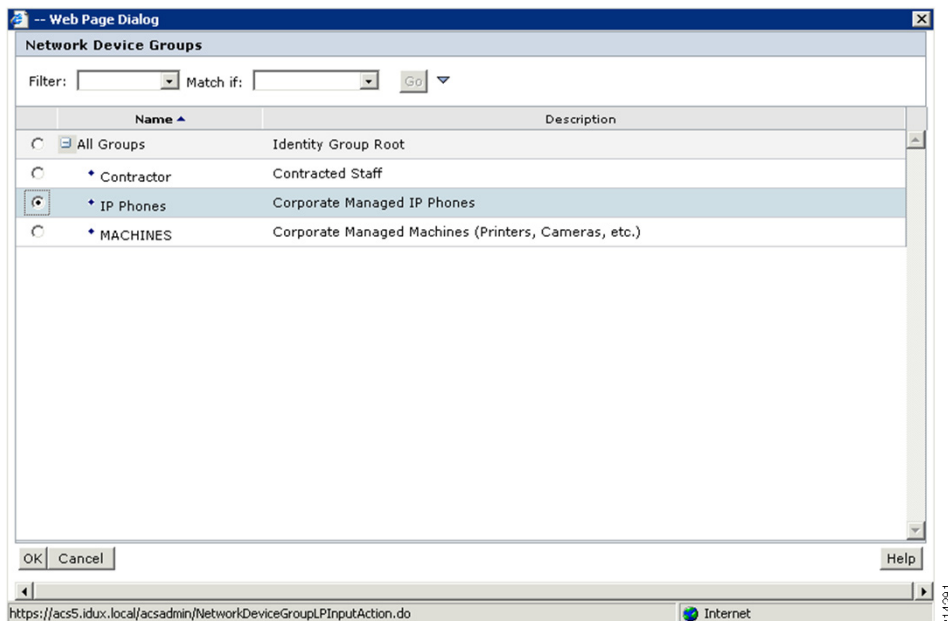 -- Web Page Dialog
Network Device Groups
Filter: Match if: Go
Name Description
All Groups Identity Group Root
Contractor Contracted Staff
IP Phones Corporate Managed IP Phones
MACHINES Corporate Managed Machines (Printers, Cameras, etc.)
OK Cancel Help
https://acs5.idux.local/acsadmin/NetworkDeviceGroupLPInputAction.do Internet